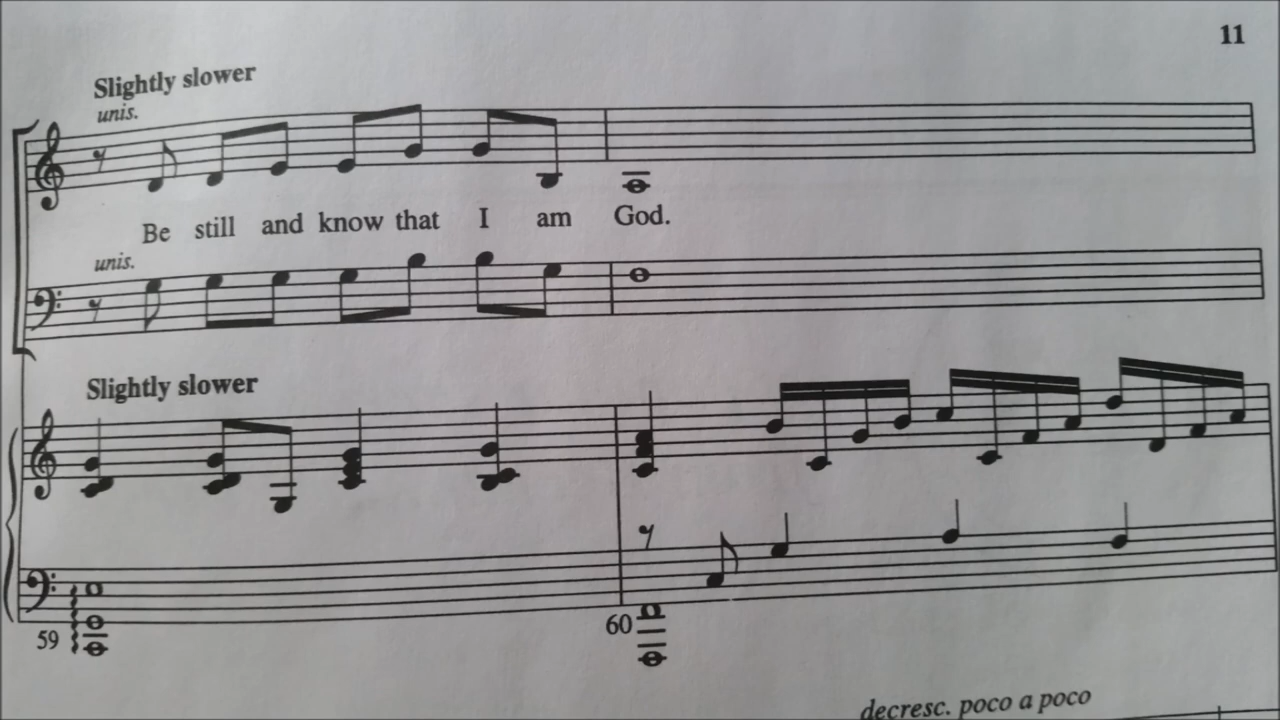 11
Slightly slower
unis.
Be still and know that I am God.
unis.
Slightly slower
59
60
decresc. poco a poco